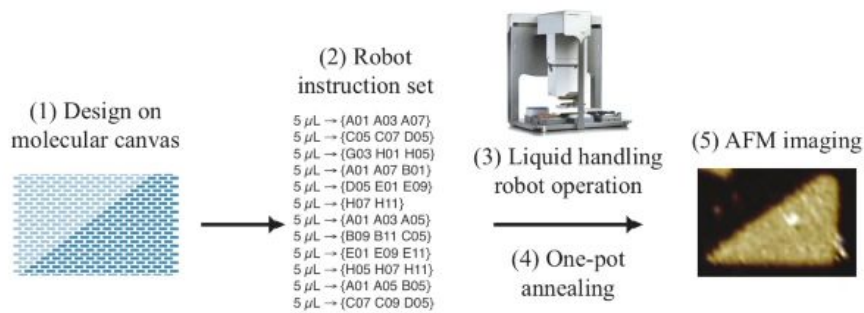 (1) Design on
molecular canvas
(2) Robot
instruction set
5 µL → {A01 A03 A07}
5 µL → {C05 C07 D05}
5 µL → {G03 H01 H05}
5 µL → {A01 A07 B01}
5 µL → {D05 E01 E09}
5 µL → {H07 H11}
5 µL → {A01 A03 A05}
5 µL → {B09 B11 C05}
5 µL → {E01 E09 E11}
5 µL → {H05 H07 H11}
5 µL → {A01 A05 B05}
5 µL → {C07 C09 D05}
(3) Liquid handling
robot operation
(4) One-pot
annealing
(5) AFM imaging